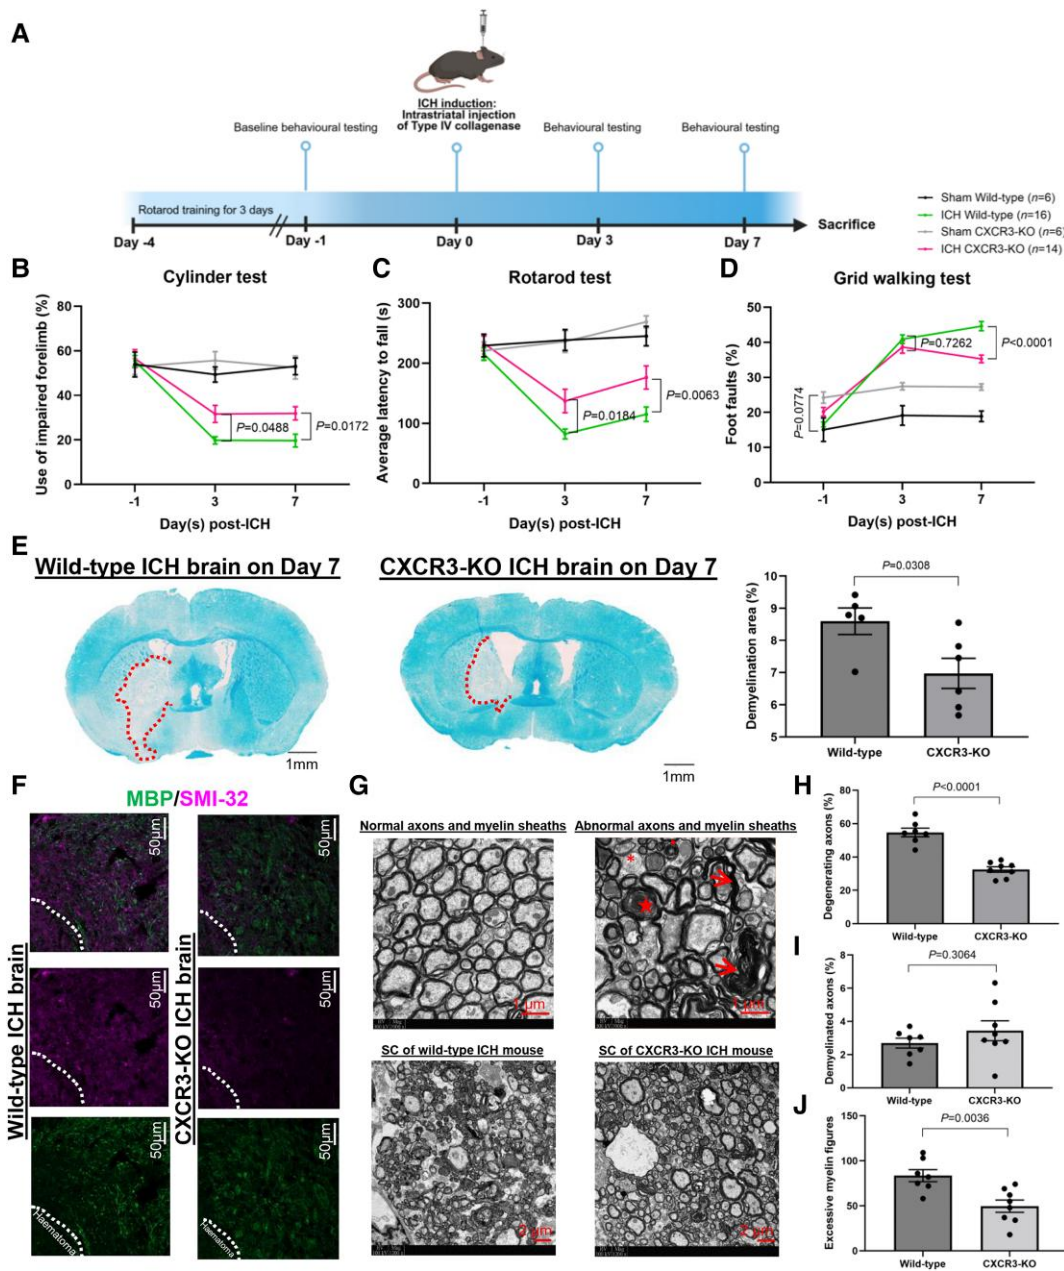 A
ICH induction:
Intrastriatal injection
of Type IV collagenase
Baseline behavioural testing
Behavioural testing
Behavioural testing
Rotarod training for 3 days
Sacrifice
Day -4
Day -1
Day 0
Day 3
Day 7
Sham Wild-type (n=6)
ICH Wild-type (n=16)
Sham CXCR3-KO (n=6)
ICH CXCR3-KO (n=14)
B
Cylinder test
Use of impaired forelimb (%)
80
60
40
20
0
P=0.0488
P=0.0172
-1
3
7
Day(s) post-ICH
C
Rotarod test
Average latency to fall (s)
300
200
100
0
P=0.0184
P=0.0063
-1
3
7
Day(s) post-ICH
D
Grid walking test
Foot faults (%)
50
40
30
20
10
0
P=0.0774
P=0.7262
P<0.0001
-1
3
7
Day(s) post-ICH
E
Wild-type ICH brain on Day 7
1mm
CXCR3-KO ICH brain on Day 7
1mm
Demyelination area (%)
10
9
8
7
6
5
P=0.0308
Wild-type
CXCR3-KO
F
MBP/SMI-32
Wild-type ICH brain
CXCR3-KO ICH brain
50µm
50µm
50µm
50µm
50µm
50µm
Haematoma
Haematoma
G
Normal axons and myelin sheaths
Abnormal axons and myelin sheaths
1 µm
1 µm
SC of wild-type ICH mouse
SC of CXCR3-KO ICH mouse
2 µm
2 µm
H
Degenerating axons (%)
80
60
40
20
0
P<0.0001
Wild-type
CXCR3-KO
I
Demyelinated axons (%)
8
6
4
2
0
P=0.3064
Wild-type
CXCR3-KO
J
Excessive myelin figures
150
100
50
0
P=0.0036
Wild-type
CXCR3-KO